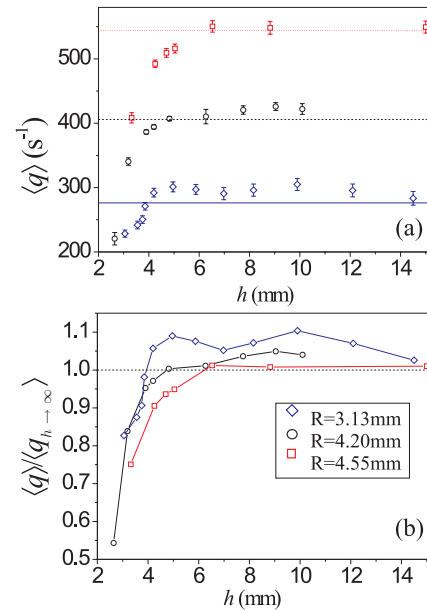 500
400
300
200
⟨q⟩ (s⁻¹)
(a)
2 4 6 8 10 12 14
h (mm)
1.1
1.0
0.9
0.8
0.7
0.6
0.5
⟨q⟩/⟨q h → ∞⟩
R=3.13mm
R=4.20mm
R=4.55mm
(b)
2 4 6 8 10 12 14
h (mm)